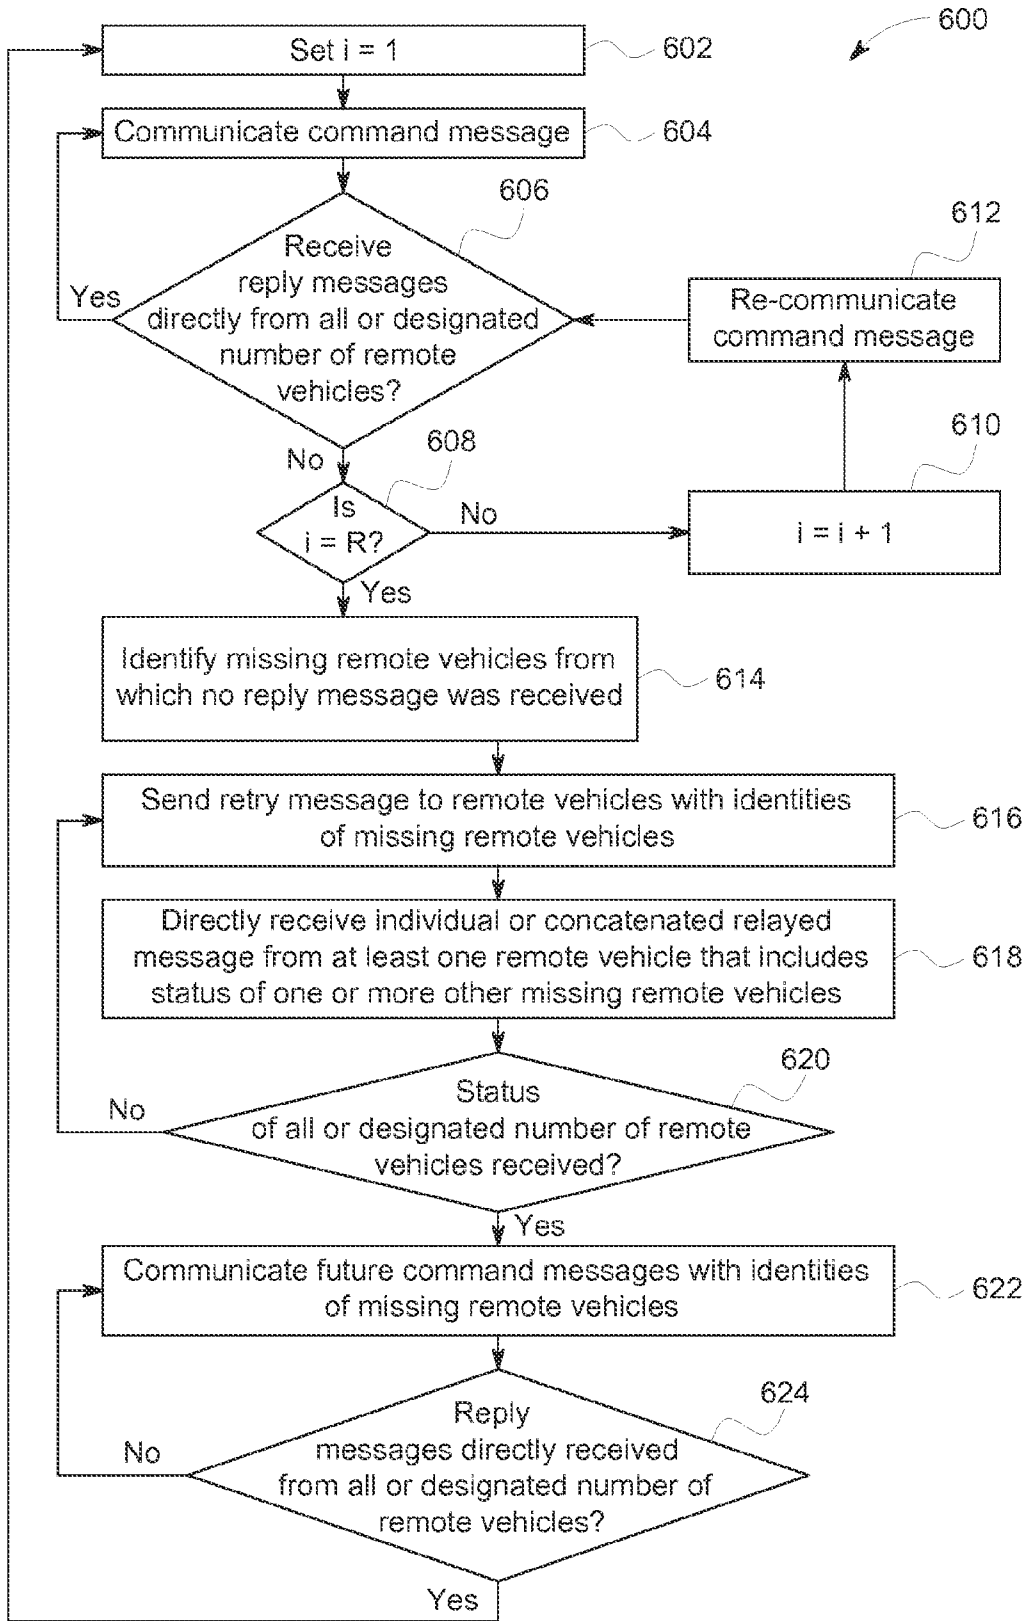 600
Set i = 1
602
Communicate command message
604
606
Receive
reply messages
directly from all or designated
number of remote
vehicles?
Yes
612
Re-communicate
command message
No
608
Is
i = R?
No
610
i = i + 1
Yes
Identify missing remote vehicles from
which no reply message was received
614
Send retry message to remote vehicles with identities
of missing remote vehicles
616
Directly receive individual or concatenated relayed
message from at least one remote vehicle that includes
status of one or more other missing remote vehicles
618
620
Status
of all or designated number of remote
vehicles received?
No
Yes
Communicate future command messages with identities
of missing remote vehicles
622
624
Reply
messages directly received
from all or designated number of
remote vehicles?
No
Yes